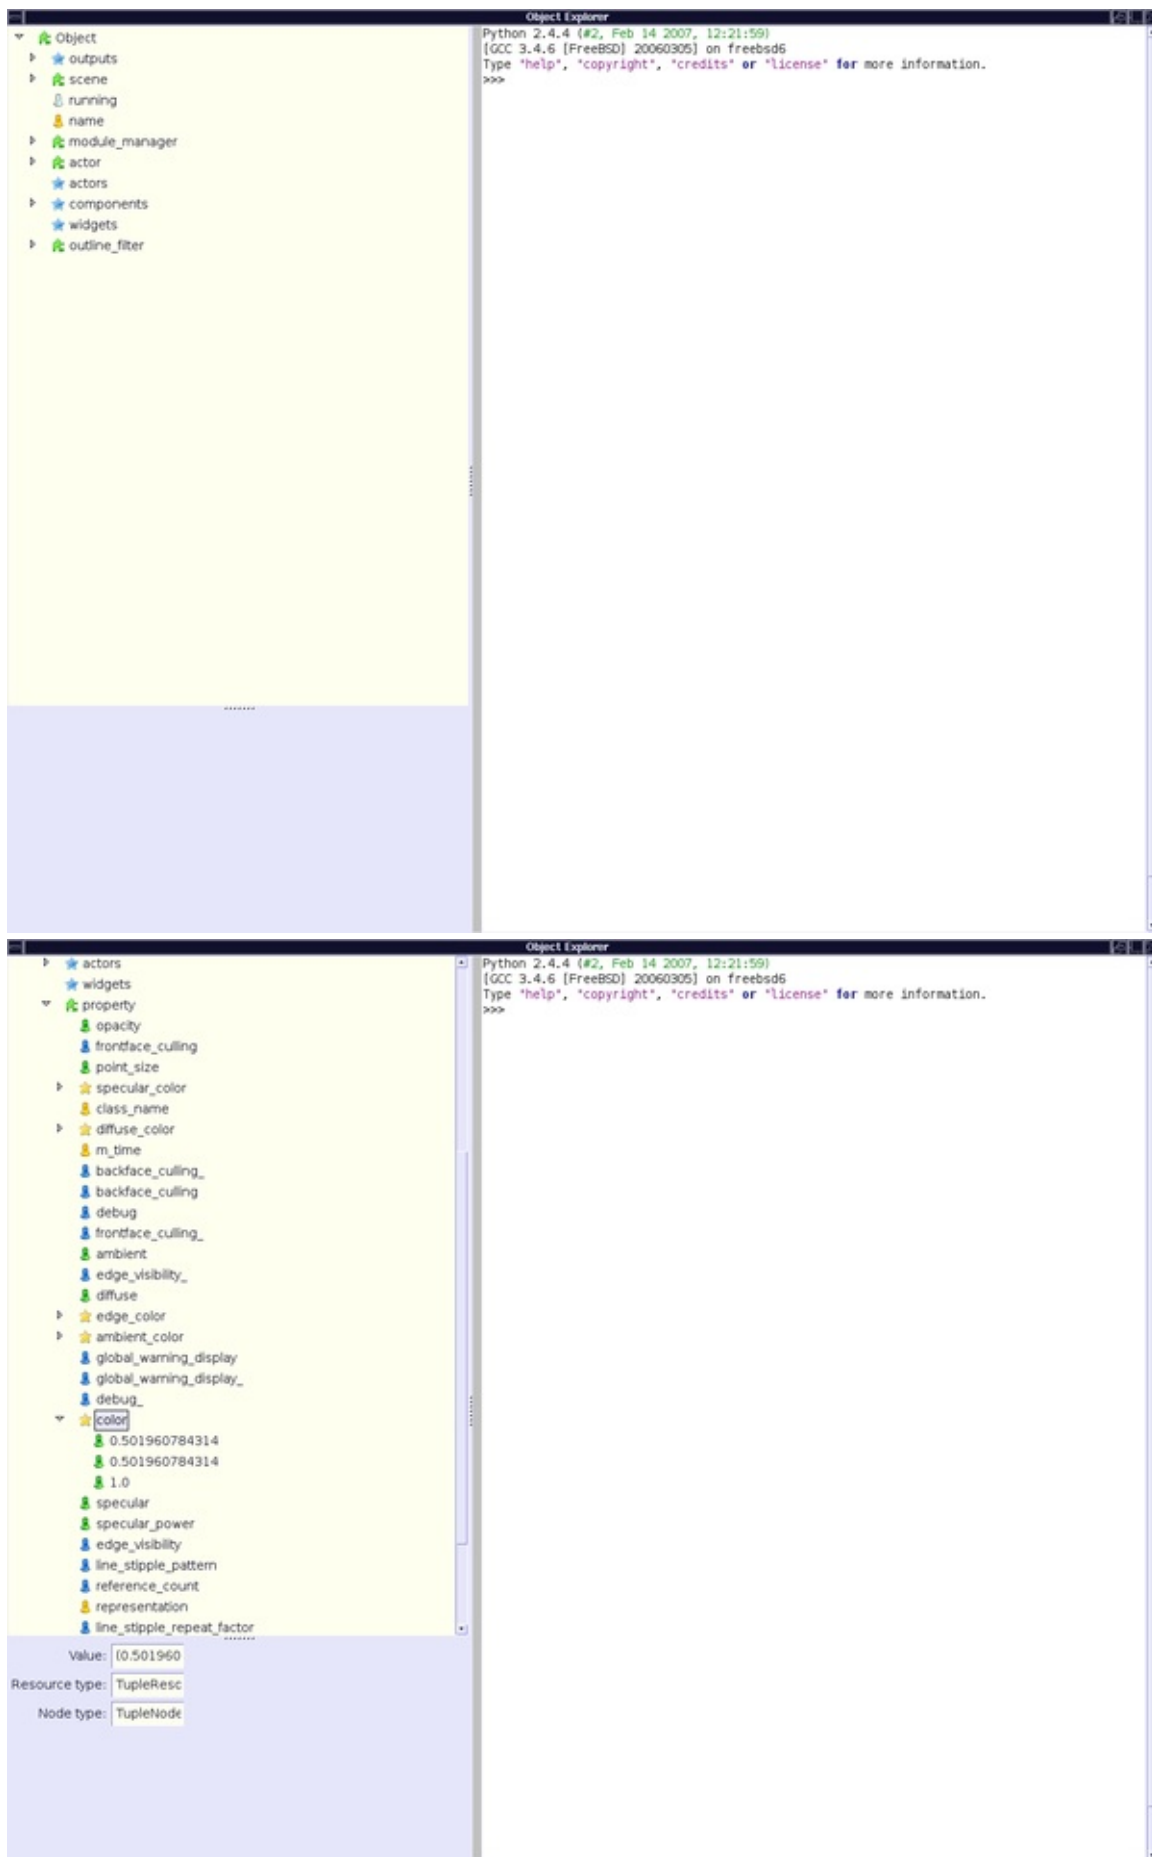 Object Explorer
Object
outputs
scene
running
name
module_manager
actor
actors
components
widgets
outline_filter
Python 2.4.4 (#2, Feb 14 2007, 12:21:59)
[GCC 3.4.6 [FreeBSD] 20060305] on freebsd6
Type "help", "copyright", "credits" or "license" for more information.
>>>
Object Explorer
actors
widgets
property
opacity
frontface_culling
point_size
specular_color
class_name
diffuse_color
m_time
backface_culling_
backface_culling
debug
frontface_culling_
ambient
edge_visibility_
diffuse
edge_color
ambient_color
global_warning_display
global_warning_display_
debug_
color
0.501960784314
0.501960784314
1.0
specular
specular_power
edge_visibility
line_stipple_pattern
reference_count
representation
line_stipple_repeat_factor
Value: (0.501960
Resource type: TupleResc
Node type: TupleNode
Python 2.4.4 (#2, Feb 14 2007, 12:21:59)
[GCC 3.4.6 [FreeBSD] 20060305] on freebsd6
Type "help", "copyright", "credits" or "license" for more information.
>>>